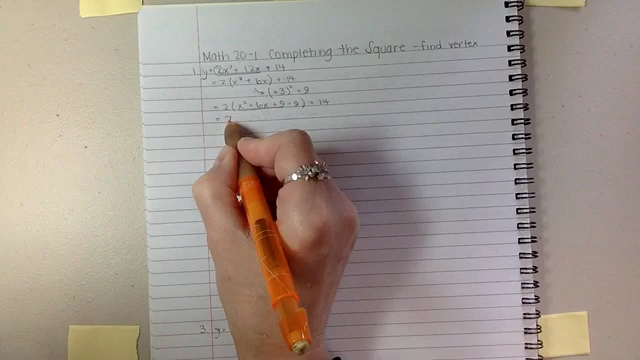 Math 20-1 Completing the Square - find vertex
1. y = 2x² + 12x + 14
= 2(x² + 6x) + 14
↘ (+3)² = 9
= 2(x² + 6x + 9 - 9) + 14
= 2
3. y =